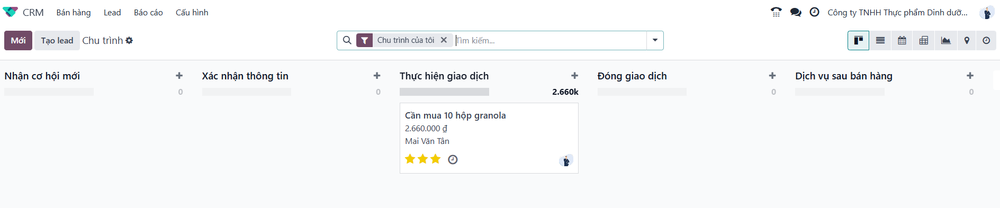 CRM Bán hàng Lead Báo cáo Cấu hình Công ty TNHH Thực phẩm Dinh dưỡ...
Mới Tạo lead Chu trình Chu trình của tôi Tìm kiếm...
Nhận cơ hội mới Xác nhận thông tin Thực hiện giao dịch Đóng giao dịch Dịch vụ sau bán hàng
0 0 2.660k 0 0
Cần mua 10 hộp granola
2.660.000 ₫
Mai Văn Tân